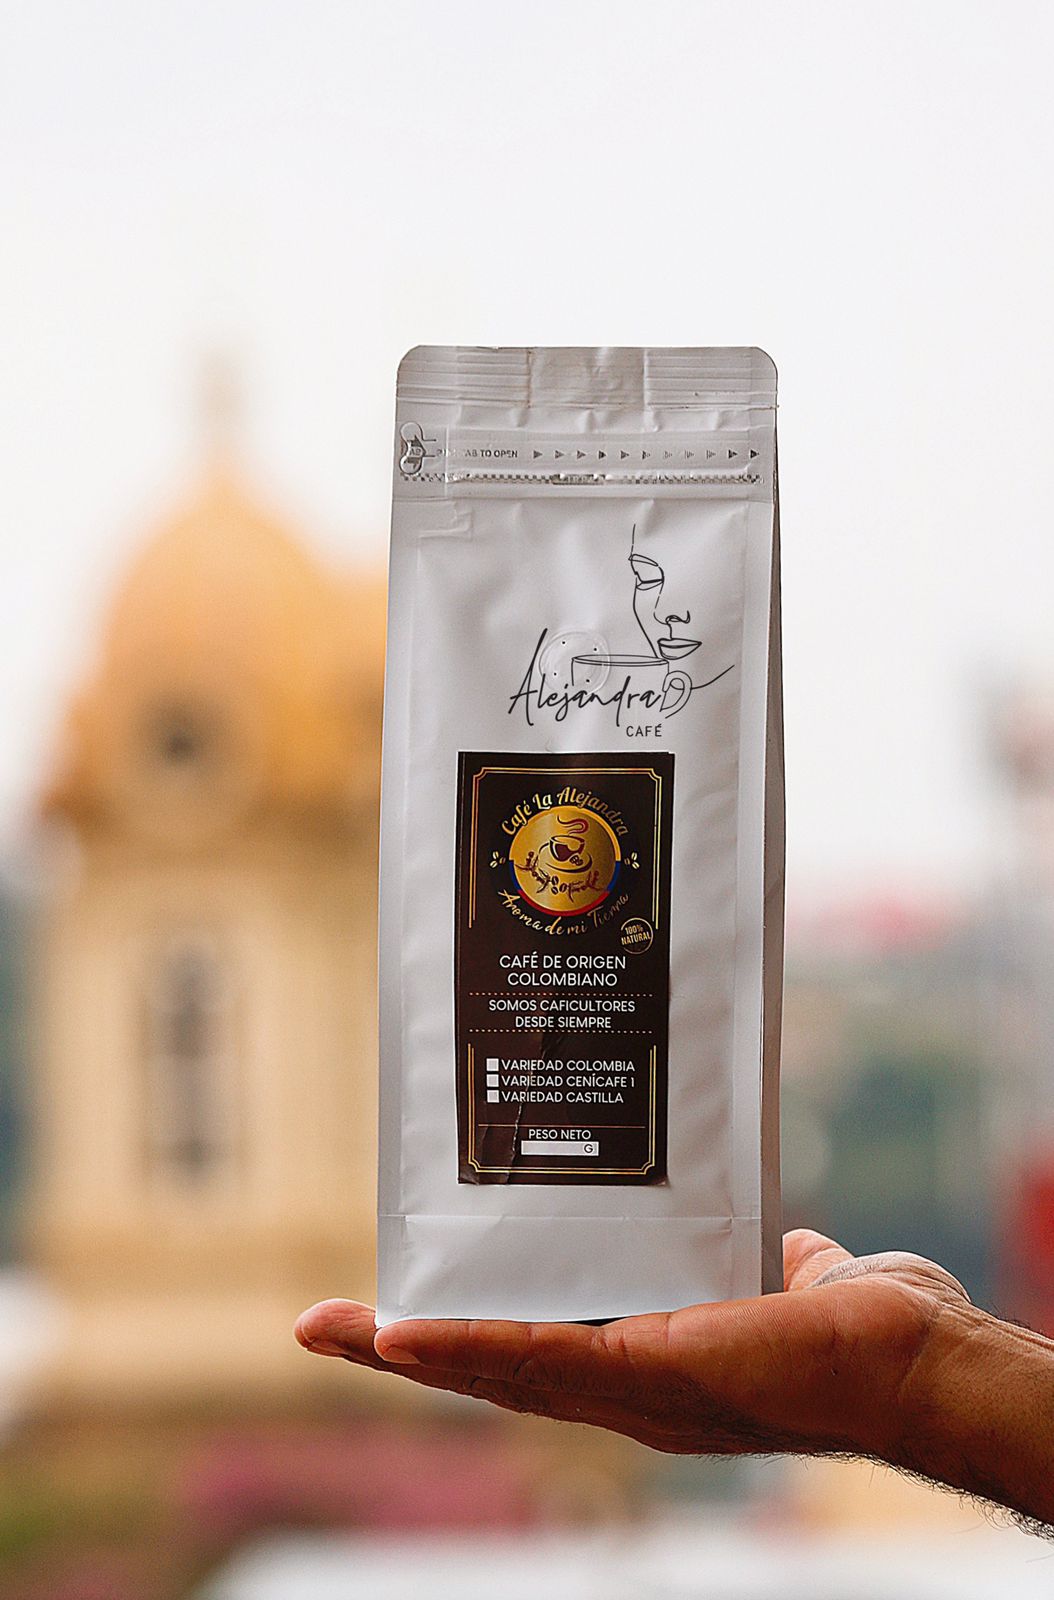 TAB TO OPEN
Alejandra
CAFÉ
Café La Alejandra
Aroma de mi Tierra
100%
NATURAL
CAFÉ DE ORIGEN
COLOMBIANO
SOMOS CAFICULTORES
DESDE SIEMPRE
VARIEDAD COLOMBIA
VARIEDAD CENÍCAFE 1
VARIEDAD CASTILLA
PESO NETO
G